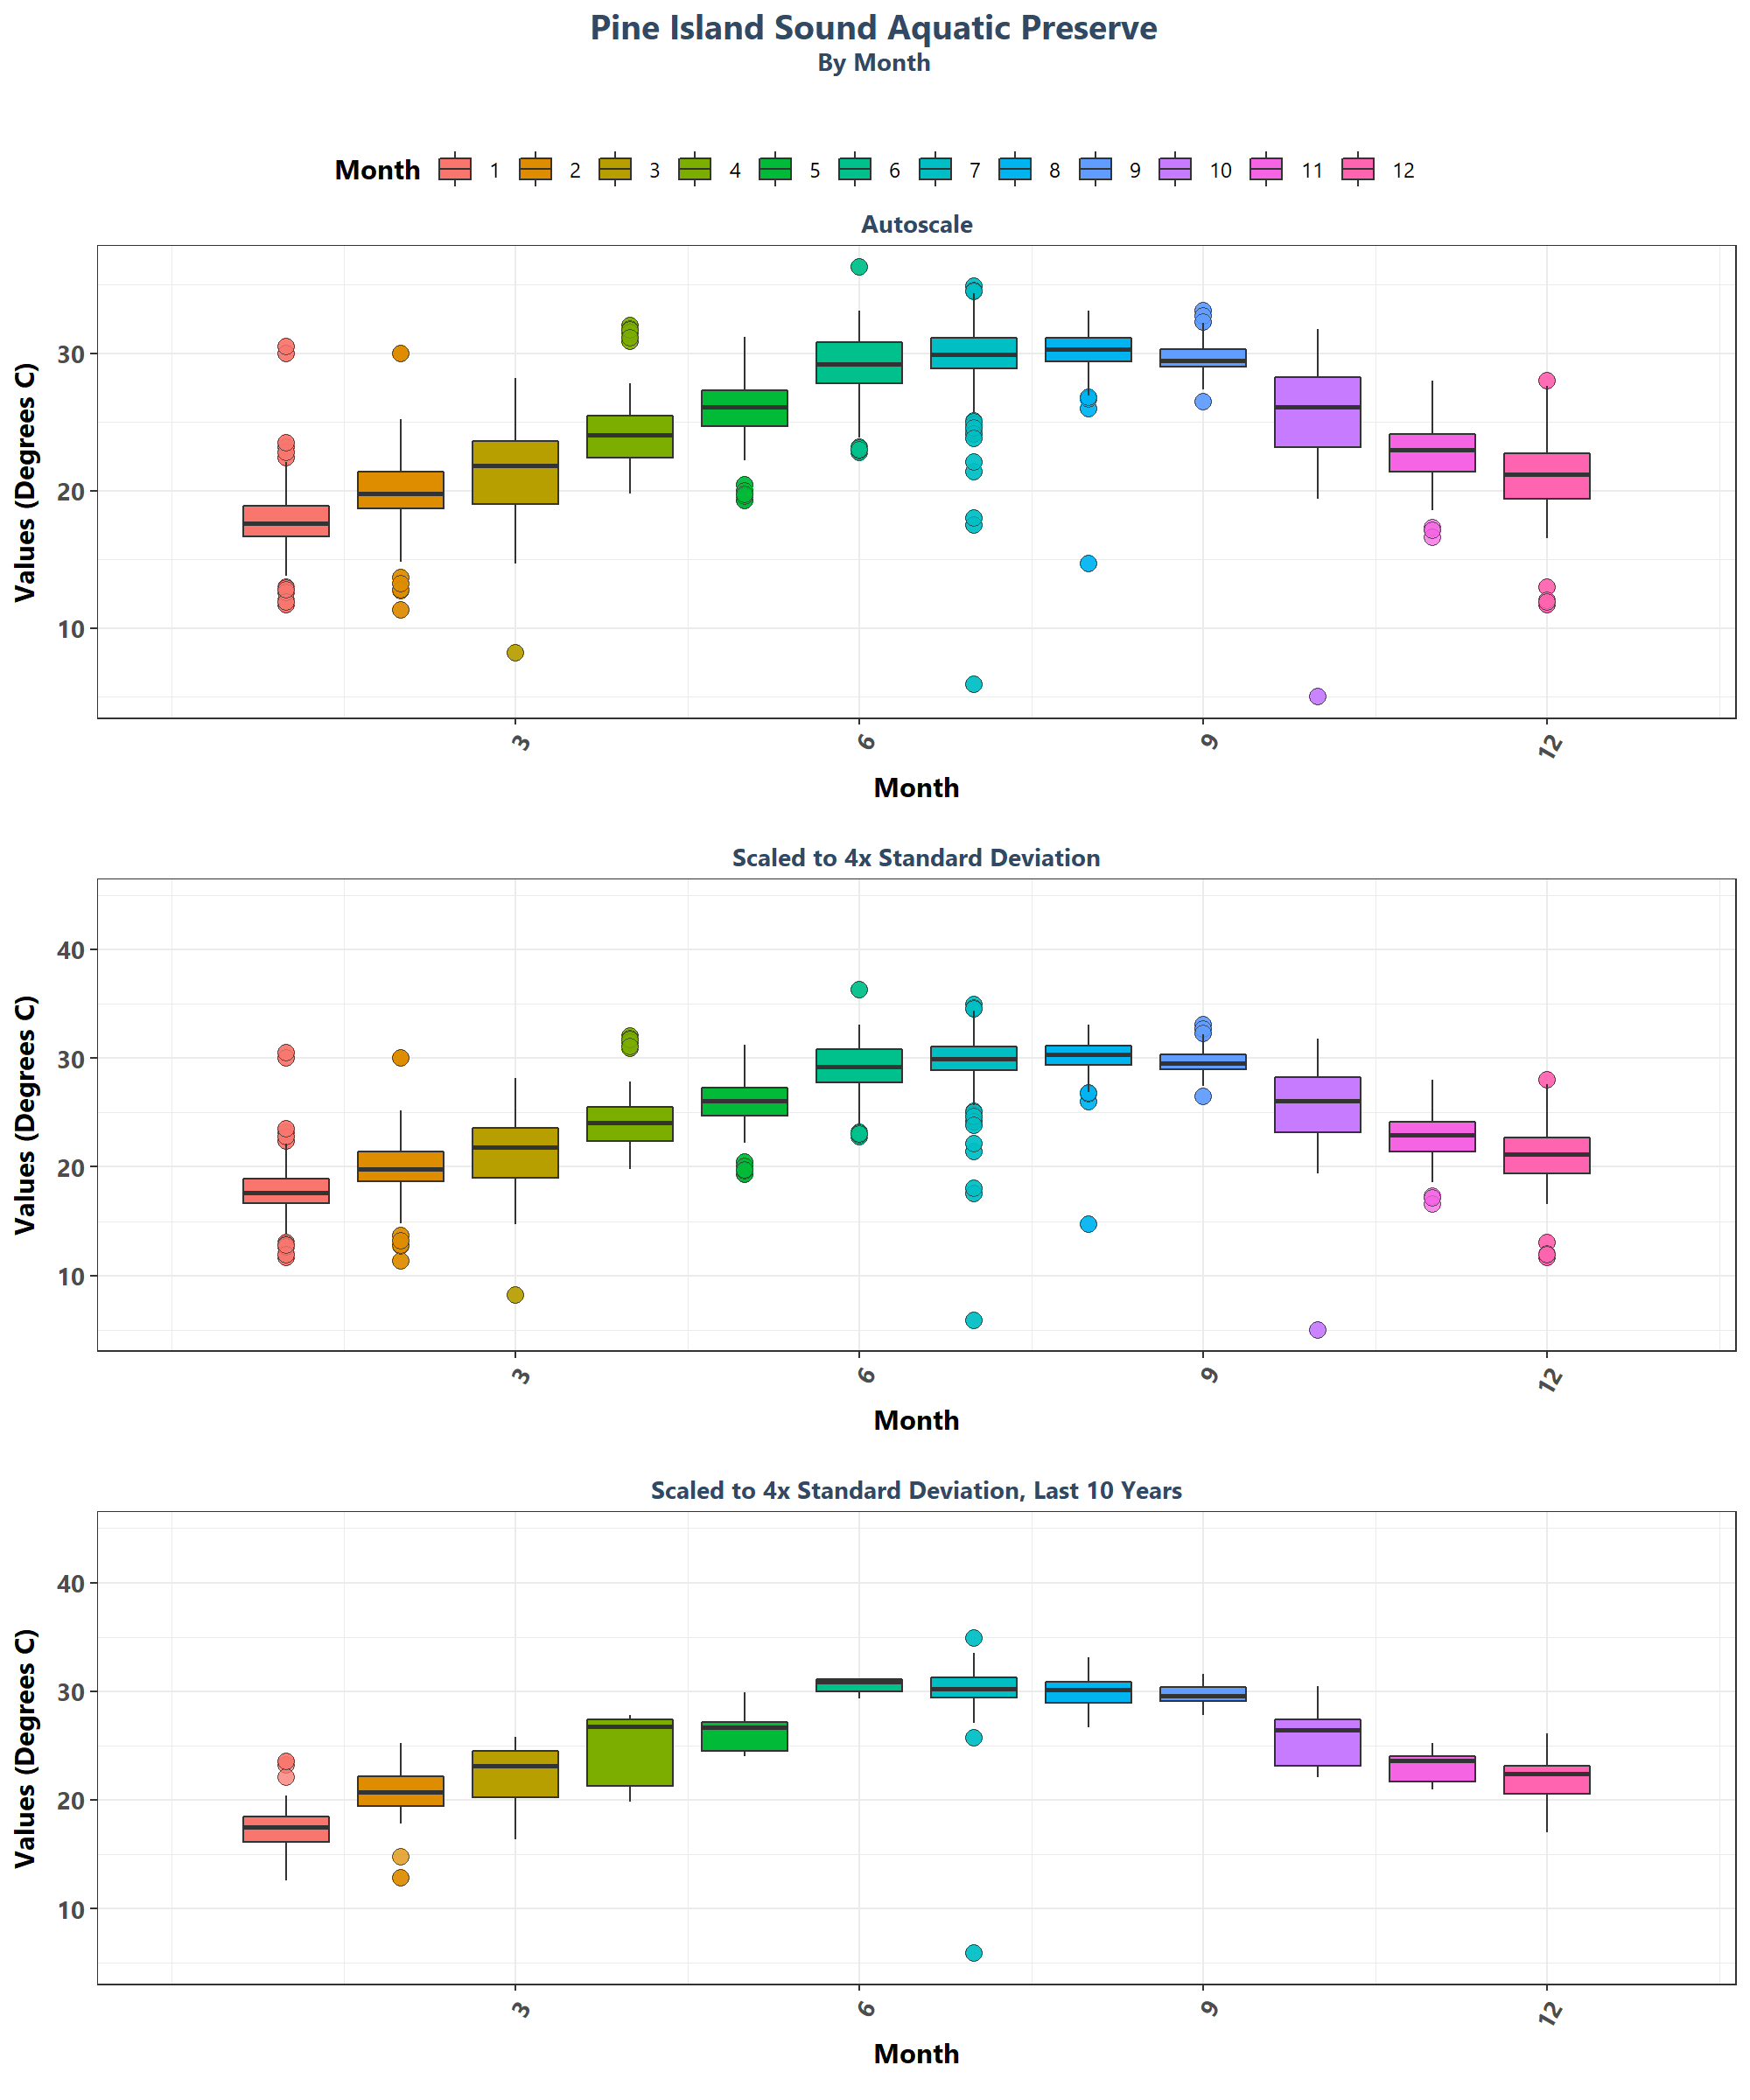 Pine Island Sound Aquatic Preserve
By Month
Month 1 2 3 4 5 6 7 8 9 10 11 12
Autoscale
Values (Degrees C)
30
20
10
3 6 9 12
Month
Scaled to 4x Standard Deviation
Values (Degrees C)
40
30
20
10
3 6 9 12
Month
Scaled to 4x Standard Deviation, Last 10 Years
Values (Degrees C)
40
30
20
10
3 6 9 12
Month